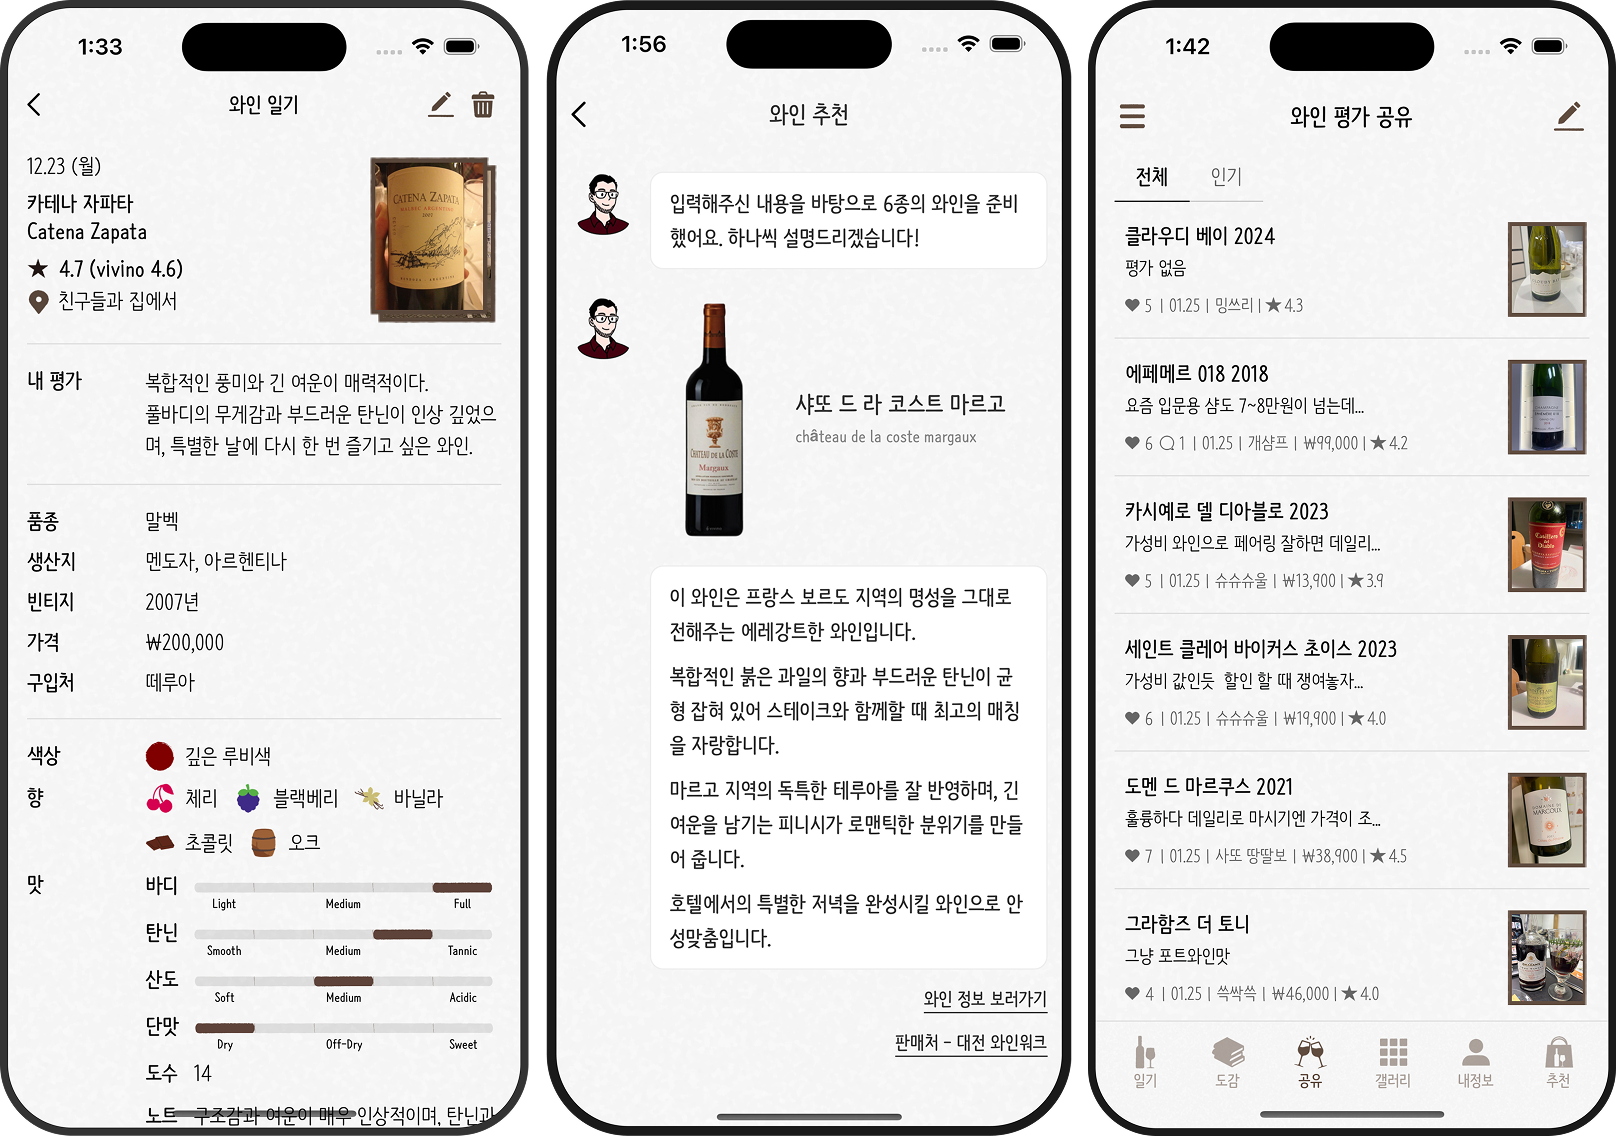 1:33
와인 일기
12.23 (월)
카테나 자파타
Catena Zapata
★ 4.7 (vivino 4.6)
친구들과 집에서
CATENA ZAPATA
MALBEC ARGENTINO
2007
내 평가
복합적인 풍미와 긴 여운이 매력적이다.
풀바디의 무게감과 부드러운 탄닌이 인상 깊었으
며, 특별한 날에 다시 한 번 즐기고 싶은 와인.
품종 말벡
생산지 멘도자, 아르헨티나
빈티지 2007년
가격 ₩200,000
구입처 떼루아
색상 깊은 루비색
향 체리 블랙베리 바닐라
초콜릿 오크
맛 바디
Light Medium Full
탄닌
Smooth Medium Tannic
산도
Soft Medium Acidic
단맛
Dry Off-Dry Sweet
도수 14
노트 구조감과 여운이 매우 인상적이며, 탄닌과
1:56
와인 추천
입력해주신 내용을 바탕으로 6종의 와인을 준비
했어요. 하나씩 설명드리겠습니다!
CHATEAU DE LA COSTE
Margaux
샤또 드 라 코스트 마르고
château de la coste margaux
이 와인은 프랑스 보르도 지역의 명성을 그대로
전해주는 에레강트한 와인입니다.
복합적인 붉은 과일의 향과 부드러운 탄닌이 균
형 잡혀 있어 스테이크와 함께할 때 최고의 매칭
을 자랑합니다.
마르고 지역의 독특한 테루아를 잘 반영하며, 긴
여운을 남기는 피니시가 로맨틱한 분위기를 만들
어 줍니다.
호텔에서의 특별한 저녁을 완성시킬 와인으로 안
성맞춤입니다.
와인 정보 보러가기
판매처 - 대전 와인워크
1:42
와인 평가 공유
전체 인기
클라우디 베이 2024
평가 없음
♥ 5 | 01.25 | 밍쓰리 | ★ 4.3
에페메르 018 2018
요즘 입문용 샴도 7~8만원이 넘는데...
♥ 6 1 | 01.25 | 개샴프 | ₩99,000 | ★ 4.2
카시예로 델 디아블로 2023
가성비 와인으로 페어링 잘하면 데일리...
♥ 5 | 01.25 | 슈슈슈울 | ₩13,900 | ★ 3.9
세인트 클레어 바이커스 초이스 2023
가성비 값인듯 할인 할 때 쟁여놓자...
♥ 6 | 01.25 | 슈슈슈울 | ₩19,900 | ★ 4.0
도멘 드 마르쿠스 2021
훌륭하다 데일리로 마시기엔 가격이 조...
♥ 7 | 01.25 | 사또 땅딸보 | ₩38,900 | ★ 4.5
MARCOUX
그라함즈 더 토니
그냥 포트와인맛
♥ 4 | 01.25 | 쓱싹쓱 | ₩46,000 | ★ 4.0
일기 도감 공유 갤러리 내정보 추천